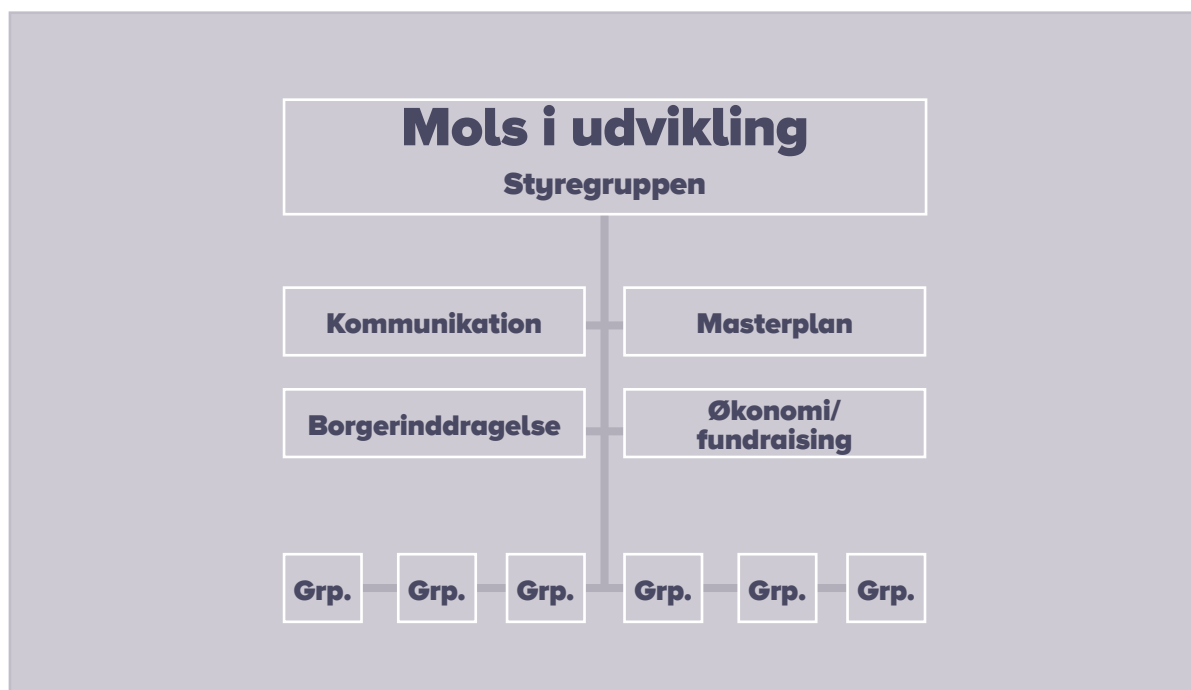 Mols i udvikling
Styregruppen
Kommunikation
Masterplan
Borgerinddragelse
Økonomi/
fundraising
Grp.
Grp.
Grp.
Grp.
Grp.
Grp.